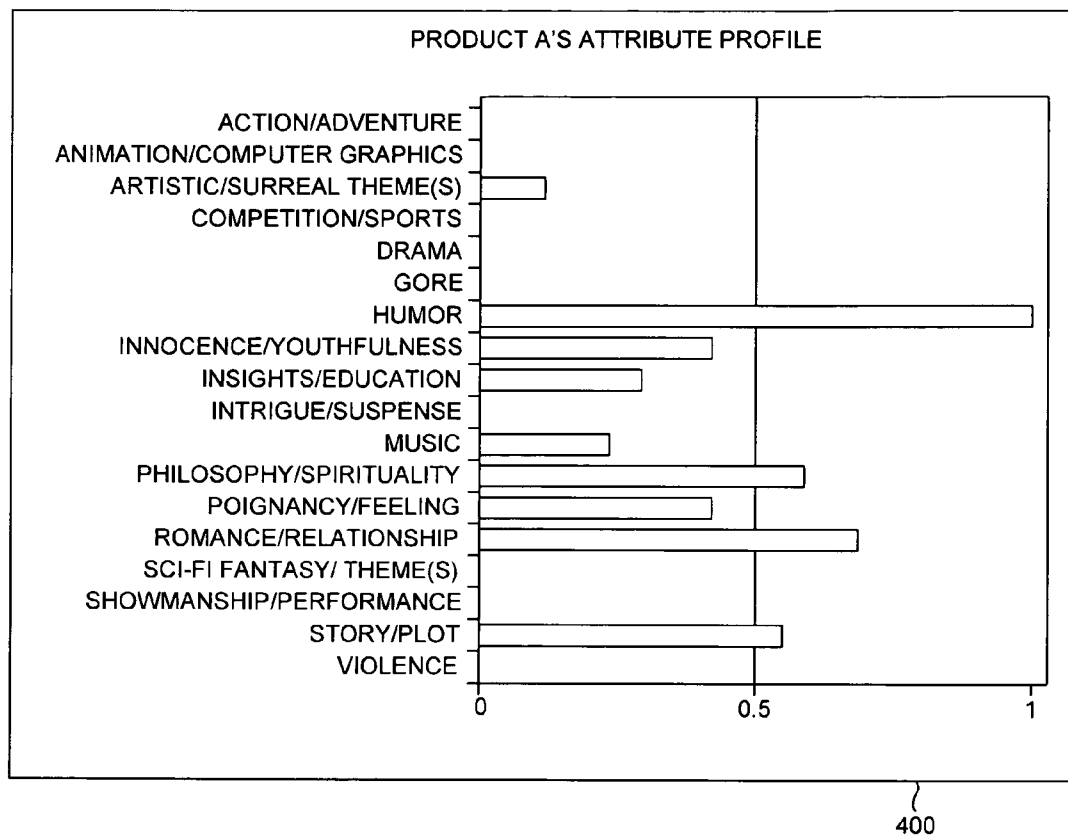 PRODUCT A'S ATTRIBUTE PROFILE
ACTION/ADVENTURE
ANIMATION/COMPUTER GRAPHICS
ARTISTIC/SURREAL THEME(S)
COMPETITION/SPORTS
DRAMA
GORE
HUMOR
INNOCENCE/YOUTHFULNESS
INSIGHTS/EDUCATION
INTRIGUE/SUSPENSE
MUSIC
PHILOSOPHY/SPIRITUALITY
POIGNANCY/FEELING
ROMANCE/RELATIONSHIP
SCI-FI FANTASY/ THEME(S)
SHOWMANSHIP/PERFORMANCE
STORY/PLOT
VIOLENCE
0 0.5 1
400